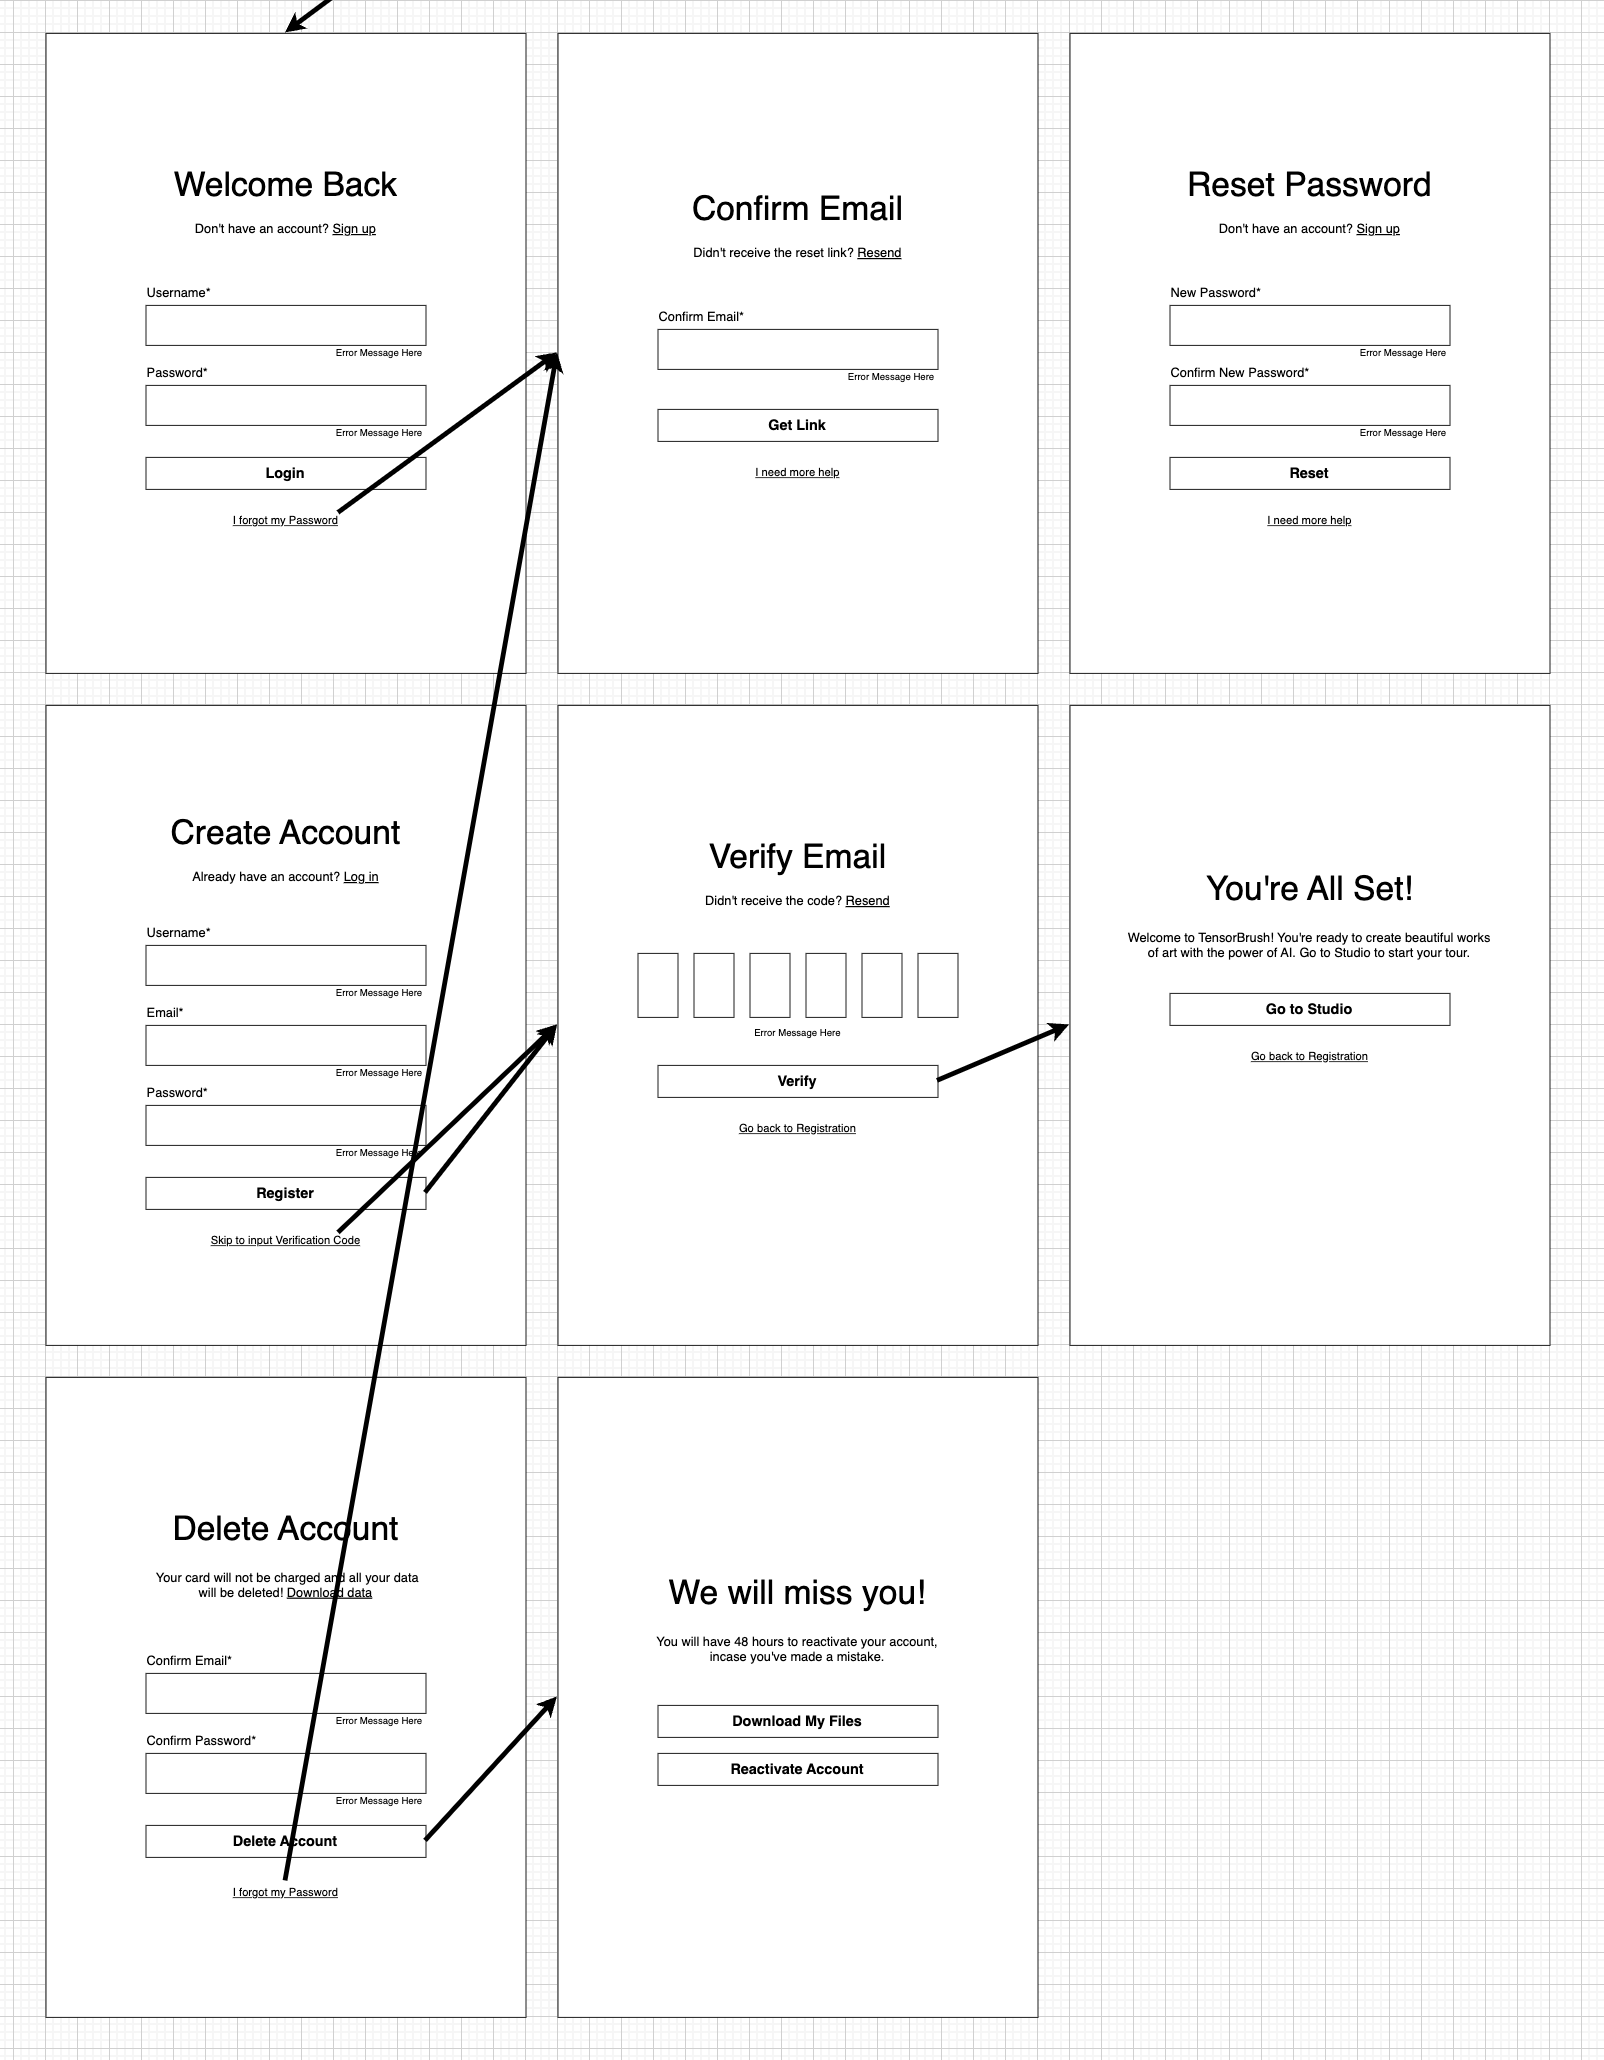 Welcome Back
Don't have an account? Sign up
Username*
Error Message Here
Password*
Error Message Here
Login
I forgot my Password
Confirm Email
Didn't receive the reset link? Resend
Confirm Email*
Error Message Here
Get Link
I need more help
Reset Password
Don't have an account? Sign up
New Password*
Error Message Here
Confirm New Password*
Error Message Here
Reset
I need more help
Create Account
Already have an account? Log in
Username*
Error Message Here
Email*
Error Message Here
Password*
Error Message Here
Register
Skip to input Verification Code
Verify Email
Didn't receive the code? Resend
Error Message Here
Verify
Go back to Registration
You're All Set!
Welcome to TensorBrush! You're ready to create beautiful works
of art with the power of AI. Go to Studio to start your tour.
Go to Studio
Go back to Registration
Delete Account
Your card will not be charged and all your data
will be deleted! Download data
Confirm Email*
Error Message Here
Confirm Password*
Error Message Here
Delete Account
I forgot my Password
We will miss you!
You will have 48 hours to reactivate your account,
incase you've made a mistake.
Download My Files
Reactivate Account